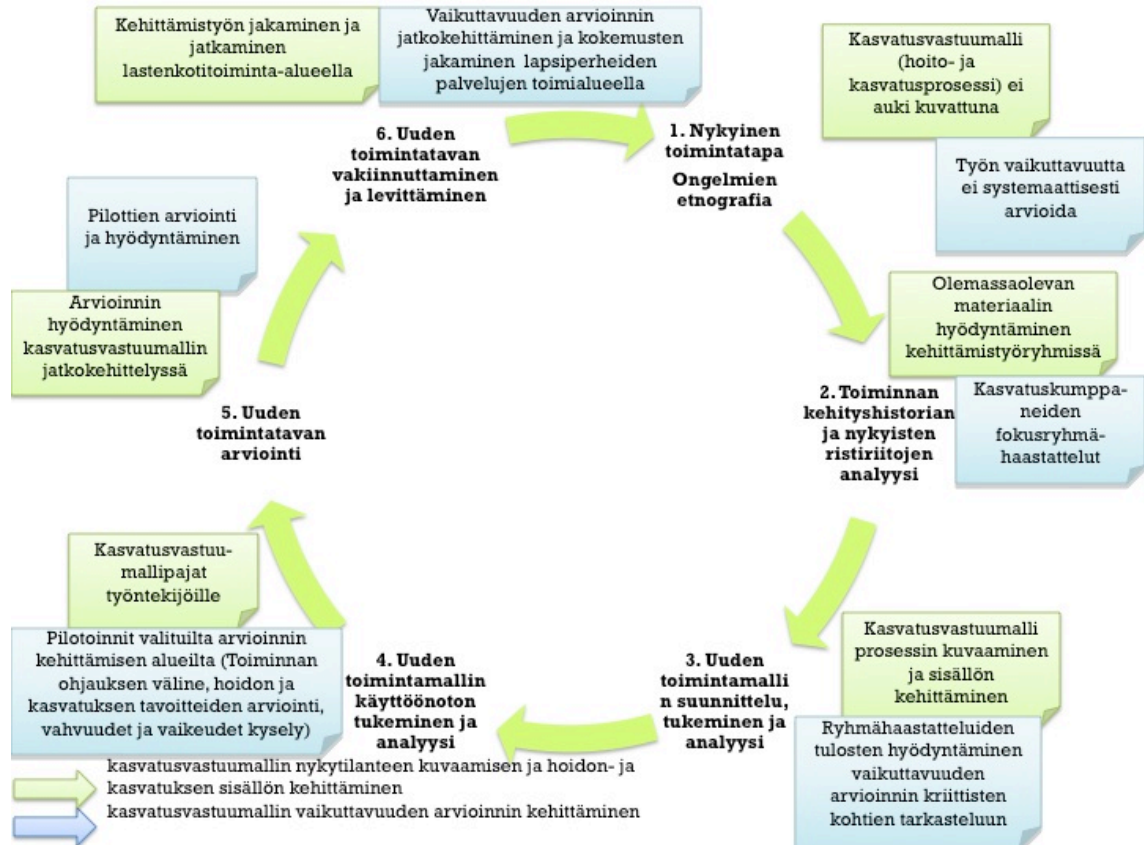 Kehittämistyön jakaminen ja
jatkaminen
lastenkotitoiminta-alueella
Vaikuttavuuden arvioinnin
jatkokehittäminen ja kokemusten
jakaminen lapsiperheiden
palvelujen toimialueella
Kasvatusvastuumalli
(hoito- ja
kasvatusprosessi) ei
auki kuvattuna
Työn vaikuttavuutta
ei systemaattisesti
arvioida
1. Nykyinen
toimintatapa
Ongelmien
etnografia
6. Uuden
toimintatavan
vakiinnuttaminen
ja levittäminen
Pilottien arviointi
ja hyödyntäminen
Arvioinnin
hyödyntäminen
kasvatusvastuumallin
jatkokehittelyssä
Olemassaolevan
materiaalin
hyödyntäminen
kehittämistyöryhmissä
Kasvatuskumppa-
neiden
fokusryhmä-
haastattelut
2. Toiminnan
kehityshistorian
ja nykyisten
ristiriitojen
analyysi
5. Uuden
toimintatavan
arviointi
Kasvatusvastuu-
mallipajat
työntekijöille
Pilotoinnit valituilta arvioinnin
kehittämisen alueilta (Toiminnan
ohjauksen väline, hoidon ja
kasvatuksen tavoitteiden arviointi,
vahvuudet ja vaikeudet kysely)
4. Uuden
toimintamallin
käyttöönoton
tukeminen ja
analyysi
3. Uuden
toimintamalli
n suunnittelu,
tukeminen ja
analyysi
Kasvatusvastuumalli
prosessin kuvaaminen
ja sisällön
kehittäminen
Ryhmähaastatteluiden
tulosten hyödyntäminen
vaikuttavuuden
arvioinnin kriittisten
kohtien tarkasteluun
kasvatusvastuumallin nykytilanteen kuvaamisen ja hoidon- ja
kasvatuksen sisällön kehittäminen
kasvatusvastuumallin vaikuttavuuden arvioinnin kehittäminen